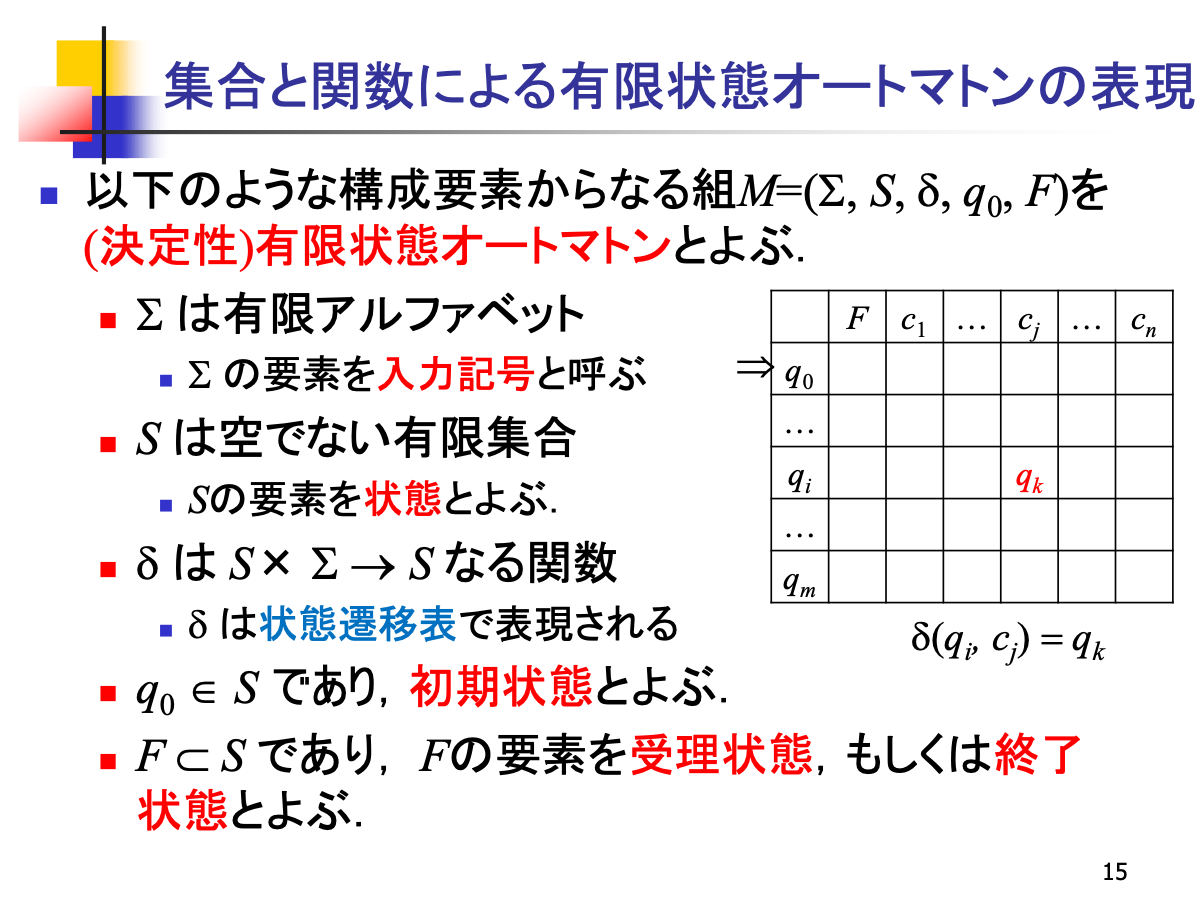 集合と関数による有限状態オートマトンの表現
以下のような構成要素からなる組M=(Σ, S, δ, q₀, F)を
(決定性)有限状態オートマトンとよぶ.
Σ は有限アルファベット
Σ の要素を入力記号と呼ぶ
S は空でない有限集合
Sの要素を状態とよぶ.
δ は S× Σ → S なる関数
δ は状態遷移表で表現される
q₀ ∈ S であり, 初期状態とよぶ.
F ⊂ S であり, Fの要素を受理状態, もしくは終了
状態とよぶ.
F c₁ … cⱼ … cₙ
⇒ q₀
…
qᵢ qₖ
…
qₘ
δ(qᵢ, cⱼ) = qₖ
15